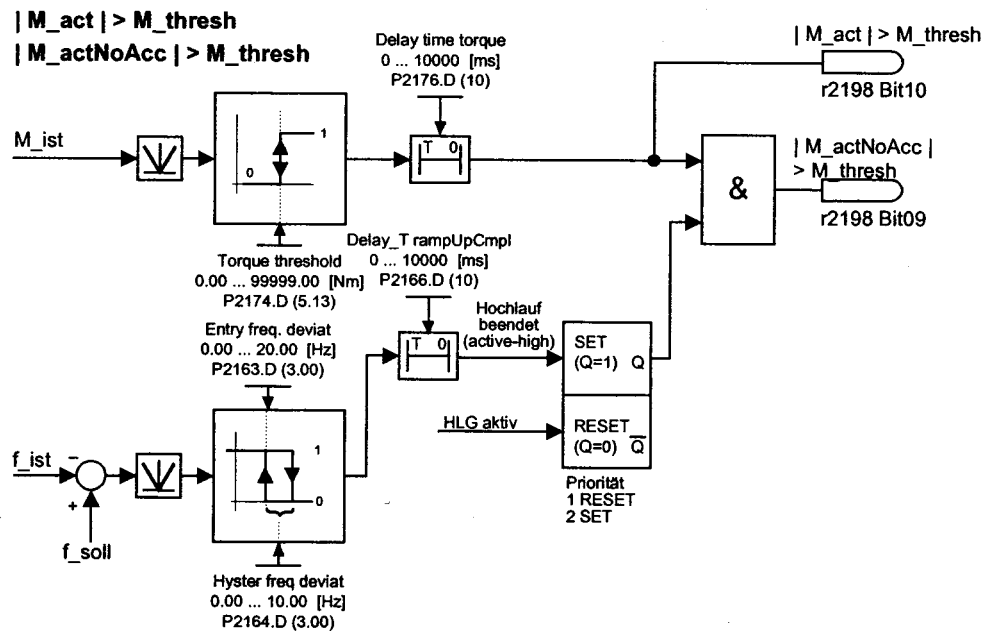 | M_act | > M_thresh
| M_actNoAcc | > M_thresh
Delay time torque
0 ... 10000 [ms]
P2176.D (10)
| M_act | > M_thresh
r2198 Bit10
M_ist
1
0
T 0
| M_actNoAcc |
> M_thresh
r2198 Bit09
&
Torque threshold
0.00 ... 99999.00 [Nm]
P2174.D (5.13)
Delay_T rampUpCmpl
0 ... 10000 [ms]
P2166.D (10)
Entry freq. deviat
0.00 ... 20.00 [Hz]
P2163.D (3.00)
T 0
Hochlauf
beendet
(active-high)
SET
(Q=1) Q
HLG aktiv
RESET
(Q=0) Q̅
Priorität
1 RESET
2 SET
f_ist
−
+
f_soll
1
0
Hyster freq deviat
0.00 ... 10.00 [Hz]
P2164.D (3.00)